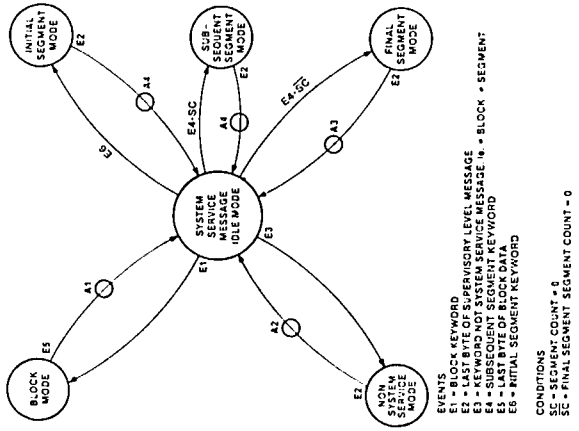 INITIAL
SEGMENT
MODE
E2
SUB-
SEQUENT
SEGMENT
MODE
E2
FINAL
SEGMENT
MODE
E2
A4
E6
E4-SC
A4
E4-SC
A3
SYSTEM
SERVICE
MESSAGE
IDLE MODE
E1
E3
A1
A2
BLOCK
MODE
E5
NON
SYSTEM
SERVICE
MODE
E2
EVENTS
E1 - BLOCK KEYWORD
E2 - LAST BYTE OF SUPERVISORY LEVEL MESSAGE
E3 - KEYWORD NOT SYSTEM SERVICE MESSAGE, ie. ≠ BLOCK ≠ SEGMENT
E4 - SUBSEQUENT SEGMENT KEYWORD
E5 - LAST BYTE OF BLOCK DATA
E6 - INITIAL SEGMENT KEYWORD
CONDITIONS
SC - SEGMENT COUNT ≠ 0
SC - FINAL SEGMENT SEGMENT COUNT = 0